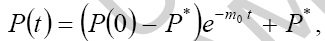 P(t) = (P(0) − P*)e^{−m₀ t} + P*,